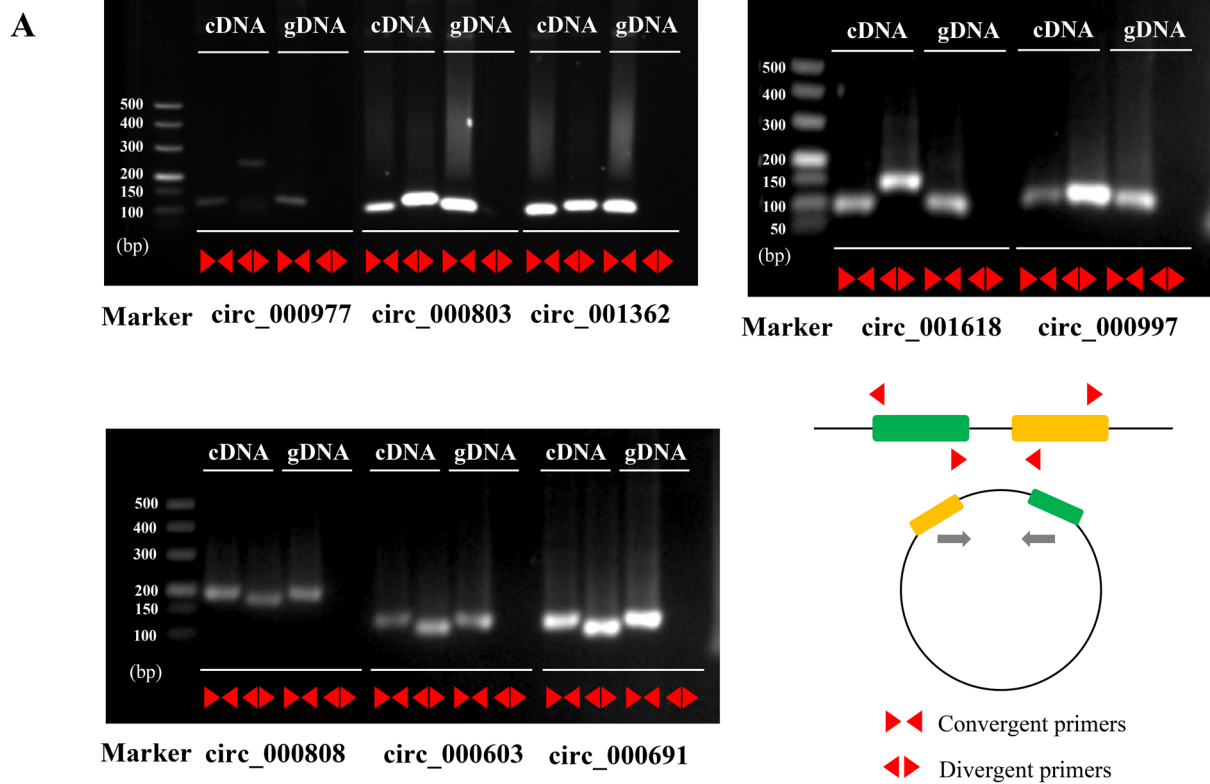 A
cDNA gDNA cDNA gDNA cDNA gDNA
500
400
300
200
150
100
(bp)
Marker circ_000977 circ_000803 circ_001362
cDNA gDNA cDNA gDNA
500
400
300
200
150
100
50
(bp)
Marker circ_001618 circ_000997
cDNA gDNA cDNA gDNA cDNA gDNA
500
400
300
200
150
100
(bp)
Marker circ_000808 circ_000603 circ_000691
Convergent primers
Divergent primers